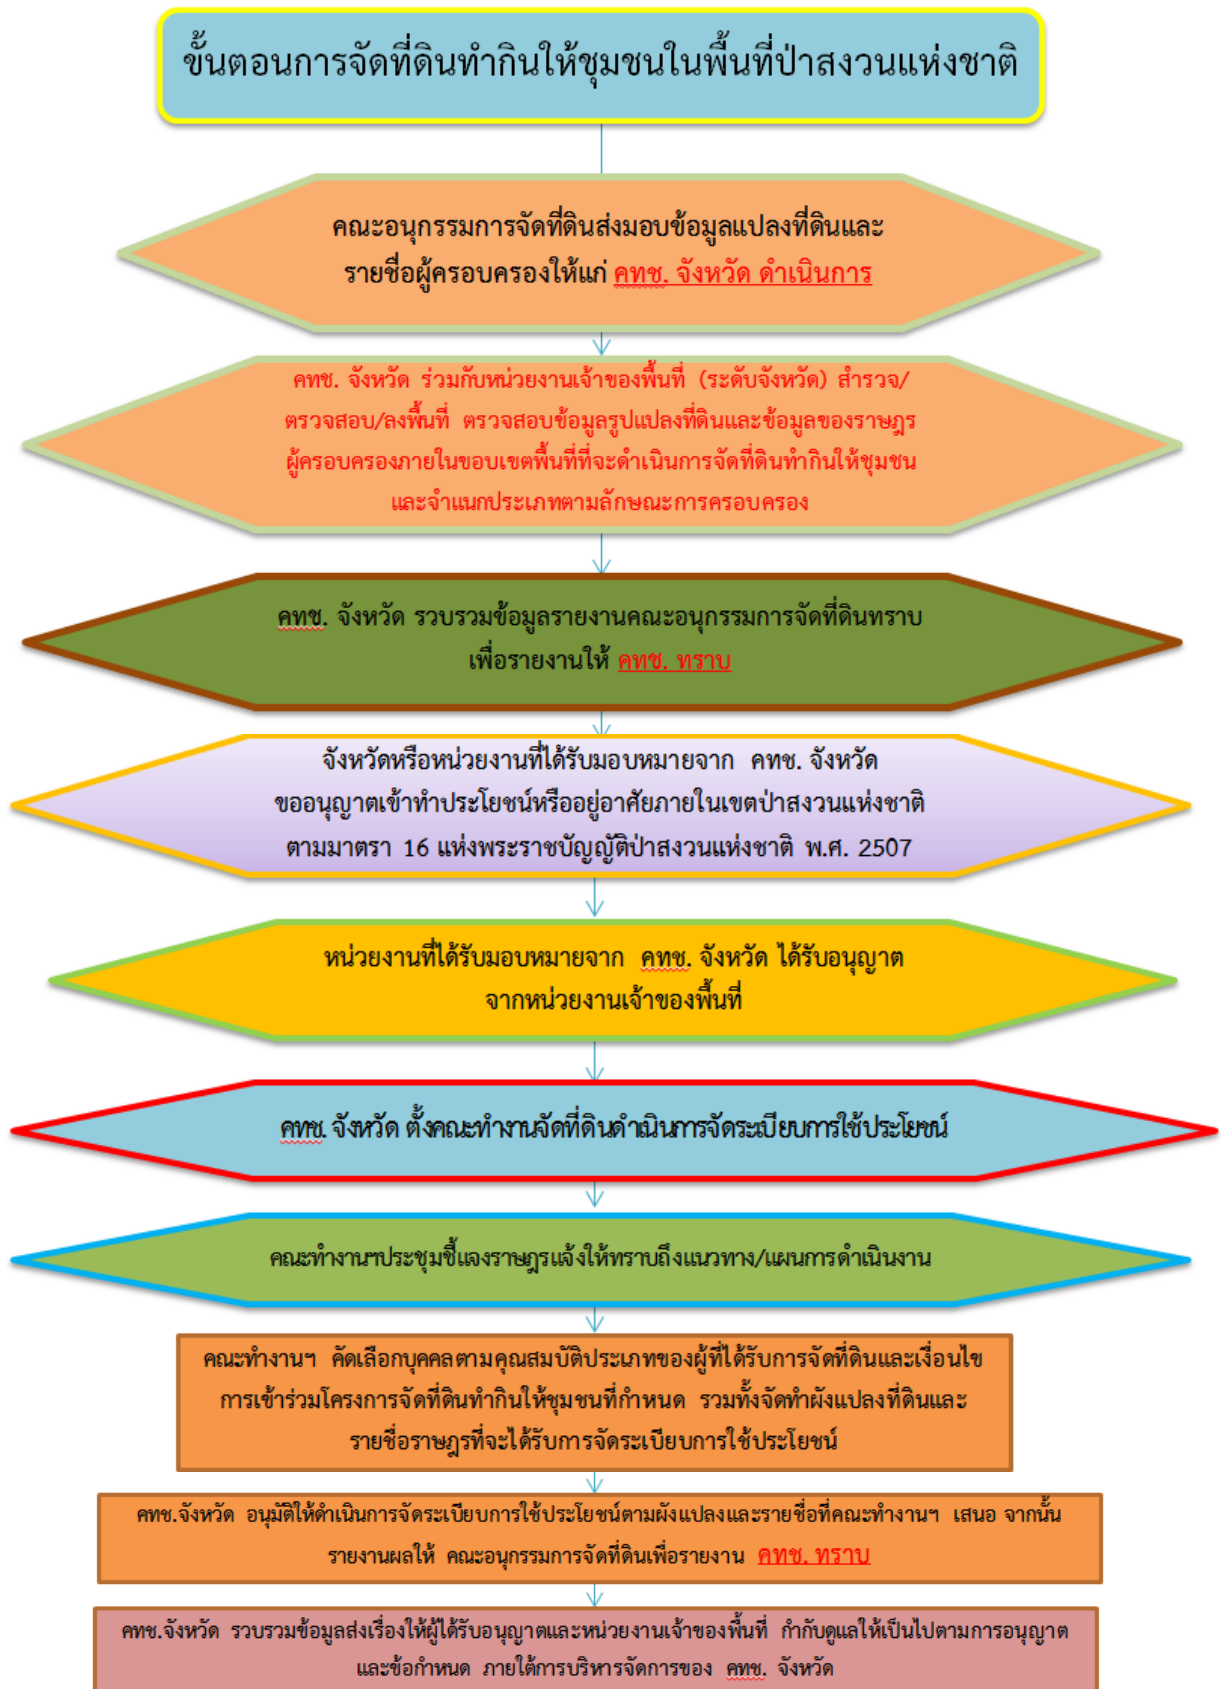 ขั้นตอนการจัดที่ดินทำกินให้ชุมชนในพื้นที่ป่าสงวนแห่งชาติ
คณะอนุกรรมการจัดที่ดินส่งมอบข้อมูลแปลงที่ดินและ
รายชื่อผู้ครอบครองให้แก่ คทช. จังหวัด ดำเนินการ
คทช. จังหวัด ร่วมกับหน่วยงานเจ้าของพื้นที่ (ระดับจังหวัด) สำรวจ/
ตรวจสอบ/ลงพื้นที่ ตรวจสอบข้อมูลรูปแปลงที่ดินและข้อมูลของราษฎร
ผู้ครอบครองภายในขอบเขตพื้นที่ที่จะดำเนินการจัดที่ดินทำกินให้ชุมชน
และจำแนกประเภทตามลักษณะการครอบครอง
คทช. จังหวัด รวบรวมข้อมูลรายงานคณะอนุกรรมการจัดที่ดินทราบ
เพื่อรายงานให้ คทช. ทราบ
จังหวัดหรือหน่วยงานที่ได้รับมอบหมายจาก คทช. จังหวัด
ขออนุญาตเข้าทำประโยชน์หรืออยู่อาศัยภายในเขตป่าสงวนแห่งชาติ
ตามมาตรา 16 แห่งพระราชบัญญัติป่าสงวนแห่งชาติ พ.ศ. 2507
หน่วยงานที่ได้รับมอบหมายจาก คทช. จังหวัด ได้รับอนุญาต
จากหน่วยงานเจ้าของพื้นที่
คทช. จังหวัด ตั้งคณะทำงานจัดที่ดินดำเนินการจัดระเบียบการใช้ประโยชน์
คณะทำงานฯประชุมชี้แจงราษฎรแจ้งให้ทราบถึงแนวทาง/แผนการดำเนินงาน
คณะทำงานฯ คัดเลือกบุคคลตามคุณสมบัติประเภทของผู้ที่ได้รับการจัดที่ดินและเงื่อนไข
การเข้าร่วมโครงการจัดที่ดินทำกินให้ชุมชนที่กำหนด รวมทั้งจัดทำผังแปลงที่ดินและ
รายชื่อราษฎรที่จะได้รับการจัดระเบียบการใช้ประโยชน์
คทช.จังหวัด อนุมัติให้ดำเนินการจัดระเบียบการใช้ประโยชน์ตามผังแปลงและรายชื่อที่คณะทำงานฯ เสนอ จากนั้น
รายงานผลให้ คณะอนุกรรมการจัดที่ดินเพื่อรายงาน คทช. ทราบ
คทช.จังหวัด รวบรวมข้อมูลส่งเรื่องให้ผู้ได้รับอนุญาตและหน่วยงานเจ้าของพื้นที่ กำกับดูแลให้เป็นไปตามการอนุญาต
และข้อกำหนด ภายใต้การบริหารจัดการของ คทช. จังหวัด